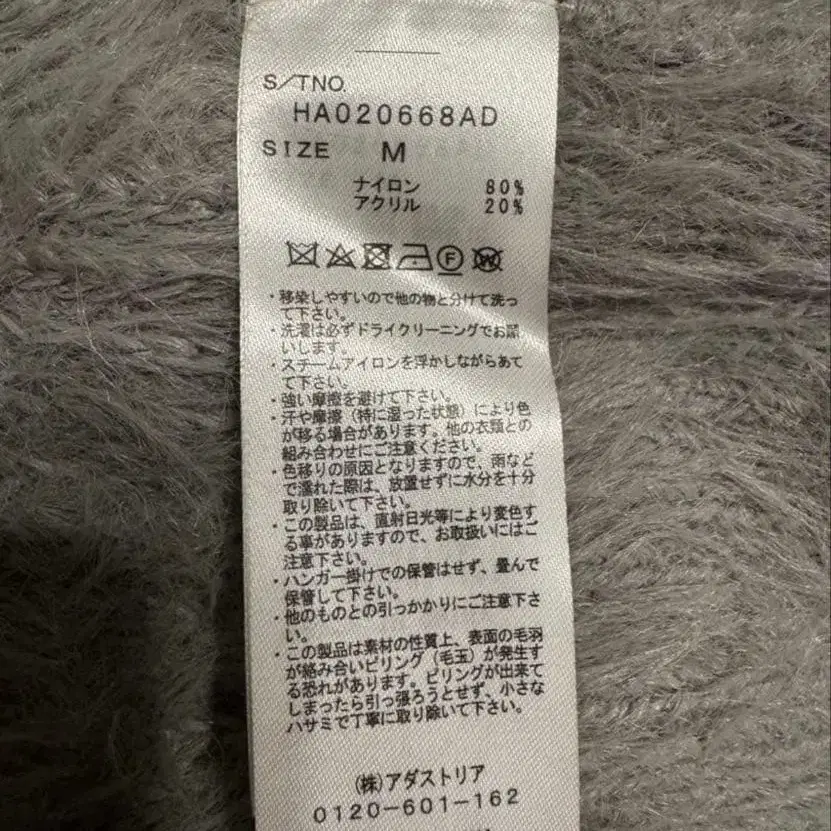 S/TNO.
HA020668AD
SIZE M
ナイロン 80%
アクリル 20%
F W
・移染しやすいので他の物と分けて洗っ
て下さい。
・洗濯は必ずドライクリーニングでお願
いします。
・スチームアイロンを浮かしながらあて
て下さい。
・強い摩擦を避けて下さい。
・汗や摩擦（特に湿った状態）により色
が移る場合があります。他の衣類との
組み合わせにご注意ください。
・色移りの原因となりますので、雨など
で濡れた際は、放置せずに水分を十分
取り除いて下さい。
・この製品は、直射日光等により変色す
る事がありますので、お取扱いにはご
注意下さい。
・ハンガー掛けでの保管はせず、畳んで
保管して下さい。
・他のものとの引っかかりにご注意下さ
い。
・この製品は素材の性質上、表面の毛羽
が絡み合いピリング（毛玉）が発生す
る恐れがあります。ピリングが出来て
しまったら引っ張ろうとせず、小さな
ハサミで丁寧に取り除いて下さい。
(株)アダストリア
0120-601-162